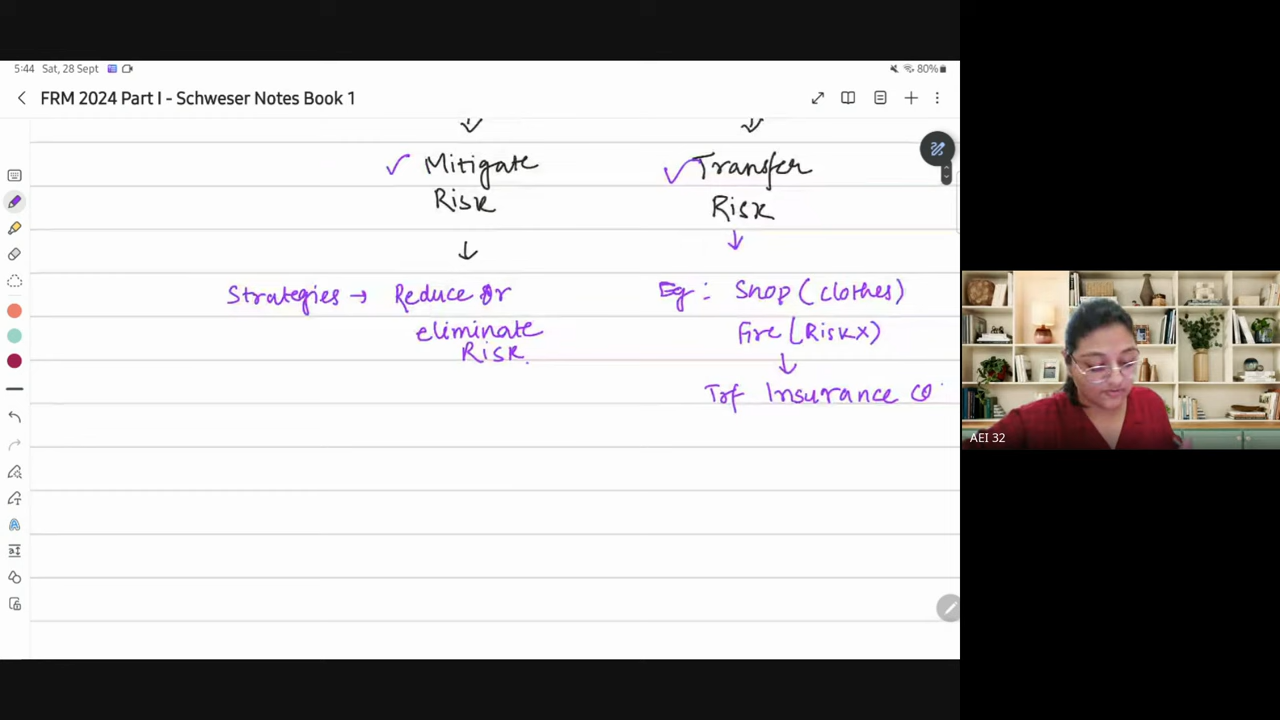 5:44 Sat, 28 Sept
80%
FRM 2024 Part I - Schweser Notes Book 1
✓ Mitigate
Risk
✓ Transfer
Risk
Strategies → Reduce or
eliminate
Risk.
Eg: Shop (clothes)
Fire (Risk x)
Trf Insurance co.
AEI 32